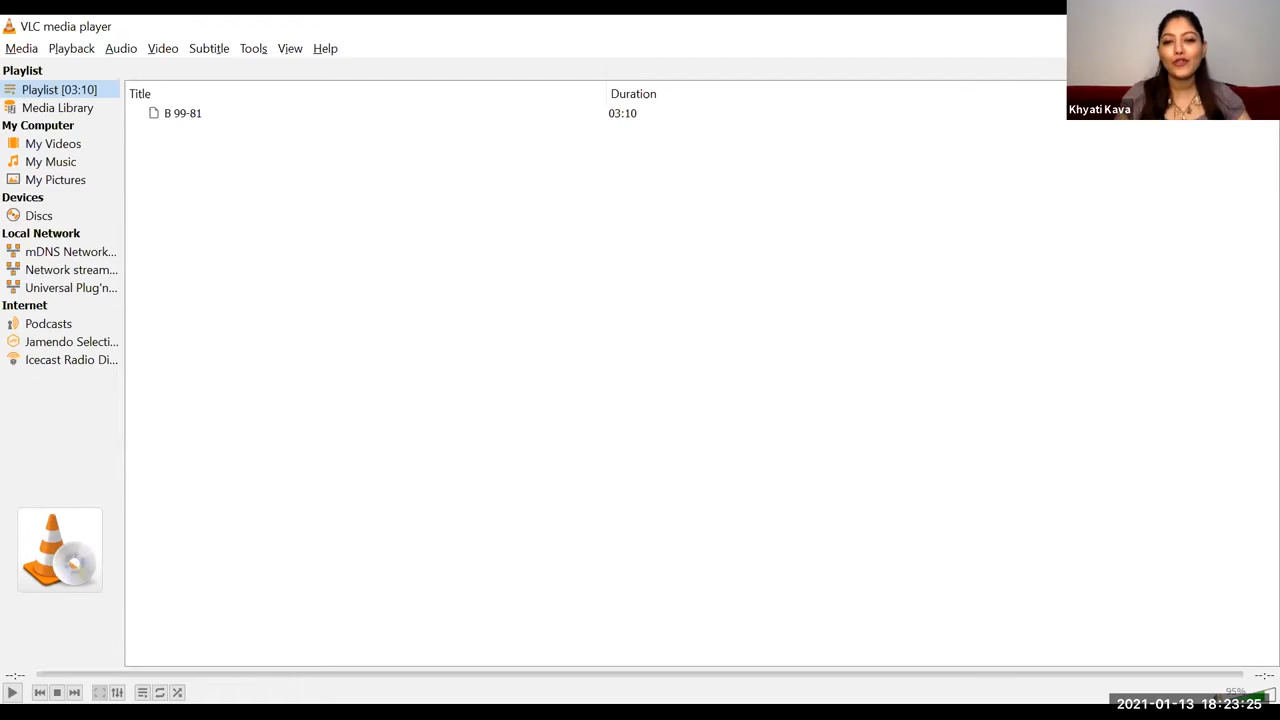 VLC media player
Media Playback Audio Video Subtitle Tools View Help
Playlist
Playlist [03:10]
Media Library
My Computer
My Videos
My Music
My Pictures
Devices
Discs
Local Network
mDNS Network...
Network stream...
Universal Plug'n...
Internet
Podcasts
Jamendo Selecti...
Icecast Radio Di...
Title Duration
B 99-81 03:10
Khyati Kava
--:-- --:--
95%
2021-01-13 18:23:25